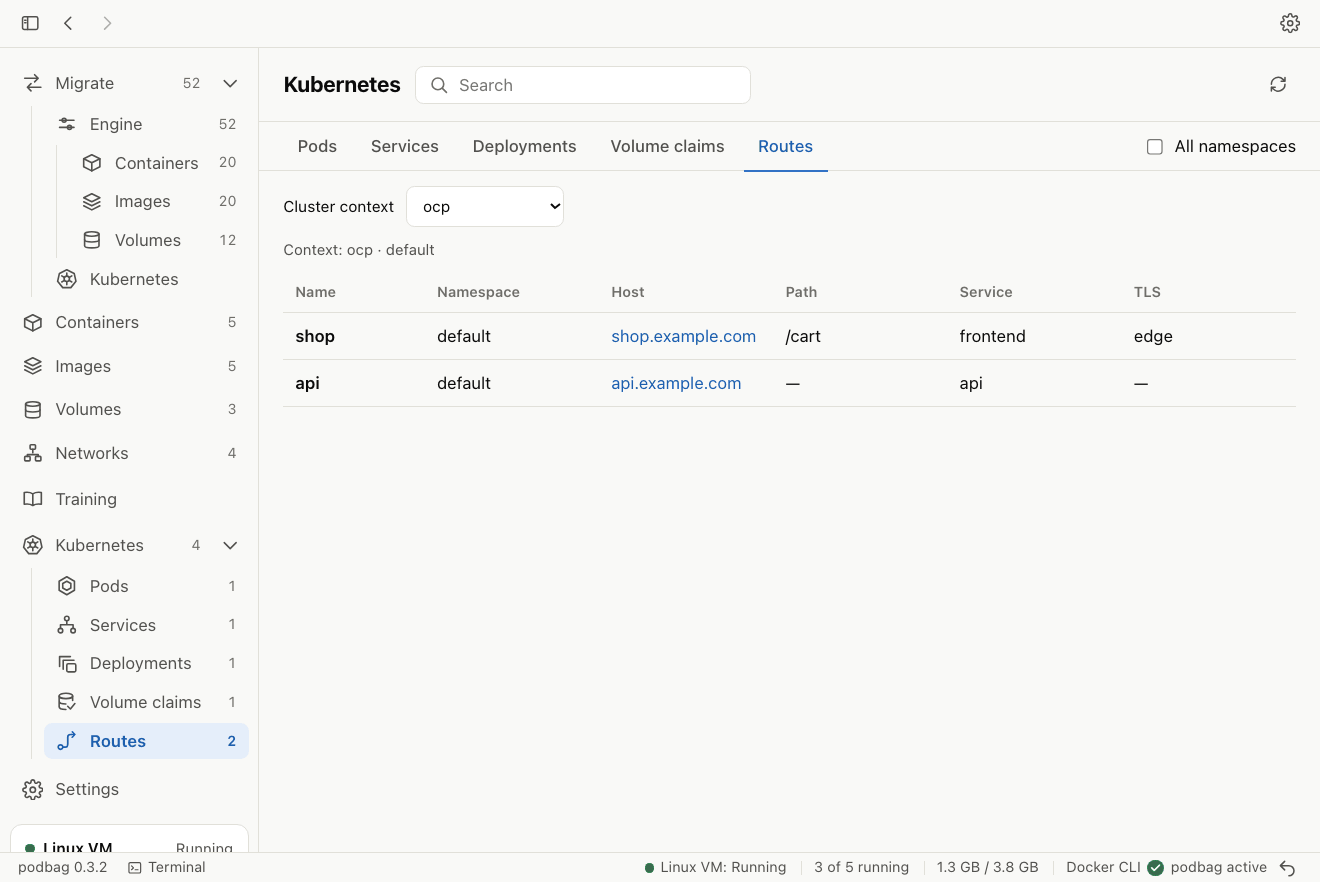 Migrate 52
Engine 52
Containers 20
Images 20
Volumes 12
Kubernetes
Containers 5
Images 5
Volumes 3
Networks 4
Training
Kubernetes 4
Pods 1
Services 1
Deployments 1
Volume claims 1
Routes 2
Settings
Linux VM Running
Kubernetes Search
Pods Services Deployments Volume claims Routes All namespaces
Cluster context ocp
Context: ocp · default
Name Namespace Host Path Service TLS
shop default shop.example.com /cart frontend edge
api default api.example.com — api —
podbag 0.3.2 Terminal Linux VM: Running 3 of 5 running 1.3 GB / 3.8 GB Docker CLI podbag active